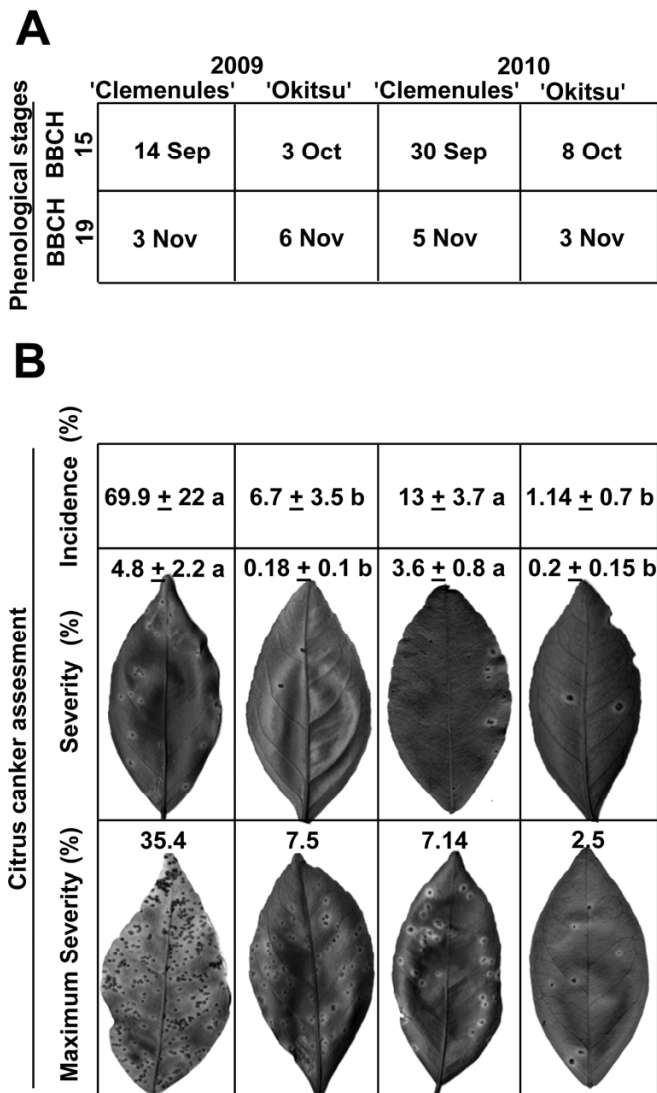 A
2009 2010
'Clemenules' 'Okitsu' 'Clemenules' 'Okitsu'
Phenological stages
BBCH 15
14 Sep 3 Oct 30 Sep 8 Oct
BBCH 19
3 Nov 6 Nov 5 Nov 3 Nov
B
Citrus canker assesment
Incidence (%)
69.9 ± 22 a 6.7 ± 3.5 b 13 ± 3.7 a 1.14 ± 0.7 b
Severity (%)
4.8 ± 2.2 a 0.18 ± 0.1 b 3.6 ± 0.8 a 0.2 ± 0.15 b
Maximum Severity (%)
35.4 7.5 7.14 2.5